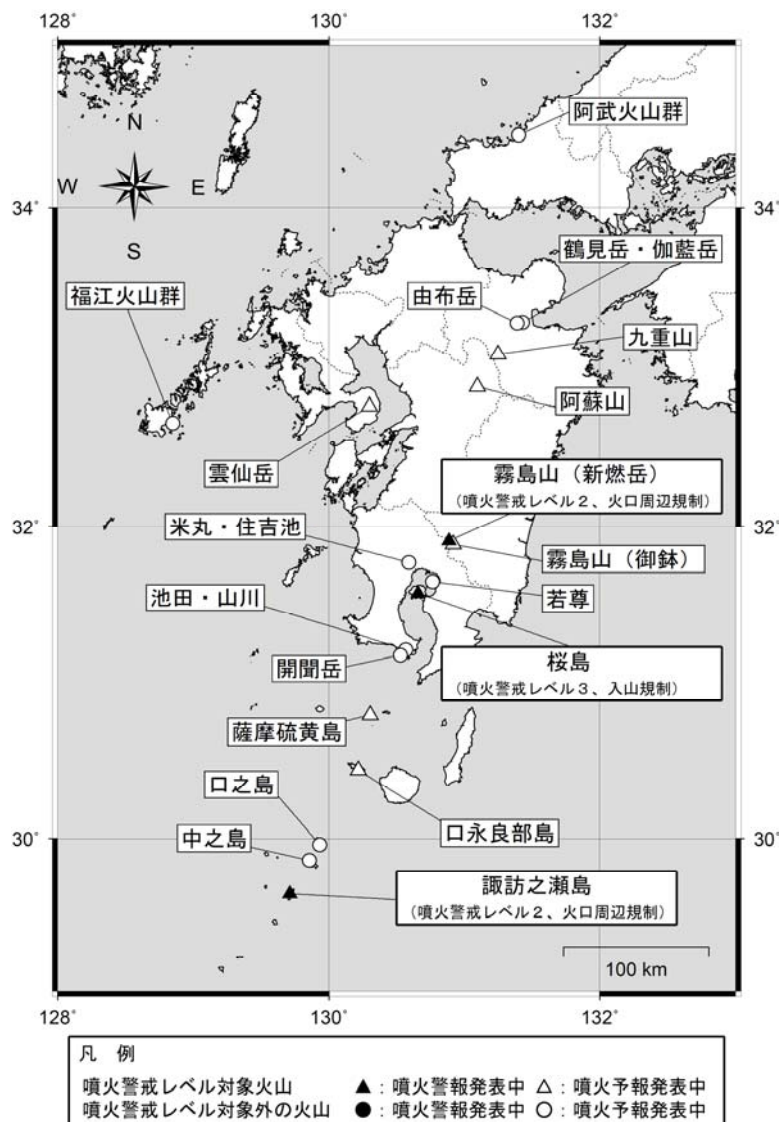 128°
130°
132°
N
W
E
S
阿武火山群
34°
34°
鶴見岳・伽藍岳
福江火山群
由布岳
九重山
阿蘇山
雲仙岳
霧島山（新燃岳）
（噴火警戒レベル２、火口周辺規制）
米丸・住吉池
32°
32°
霧島山（御鉢）
池田・山川
若尊
開聞岳
桜島
（噴火警戒レベル３、入山規制）
薩摩硫黄島
口之島
口永良部島
30°
30°
中之島
諏訪之瀬島
（噴火警戒レベル２、火口周辺規制）
100 km
128°
130°
132°
凡 例
噴火警戒レベル対象火山 ▲：噴火警報発表中 △：噴火予報発表中
噴火警戒レベル対象外の火山 ●：噴火警報発表中 ○：噴火予報発表中